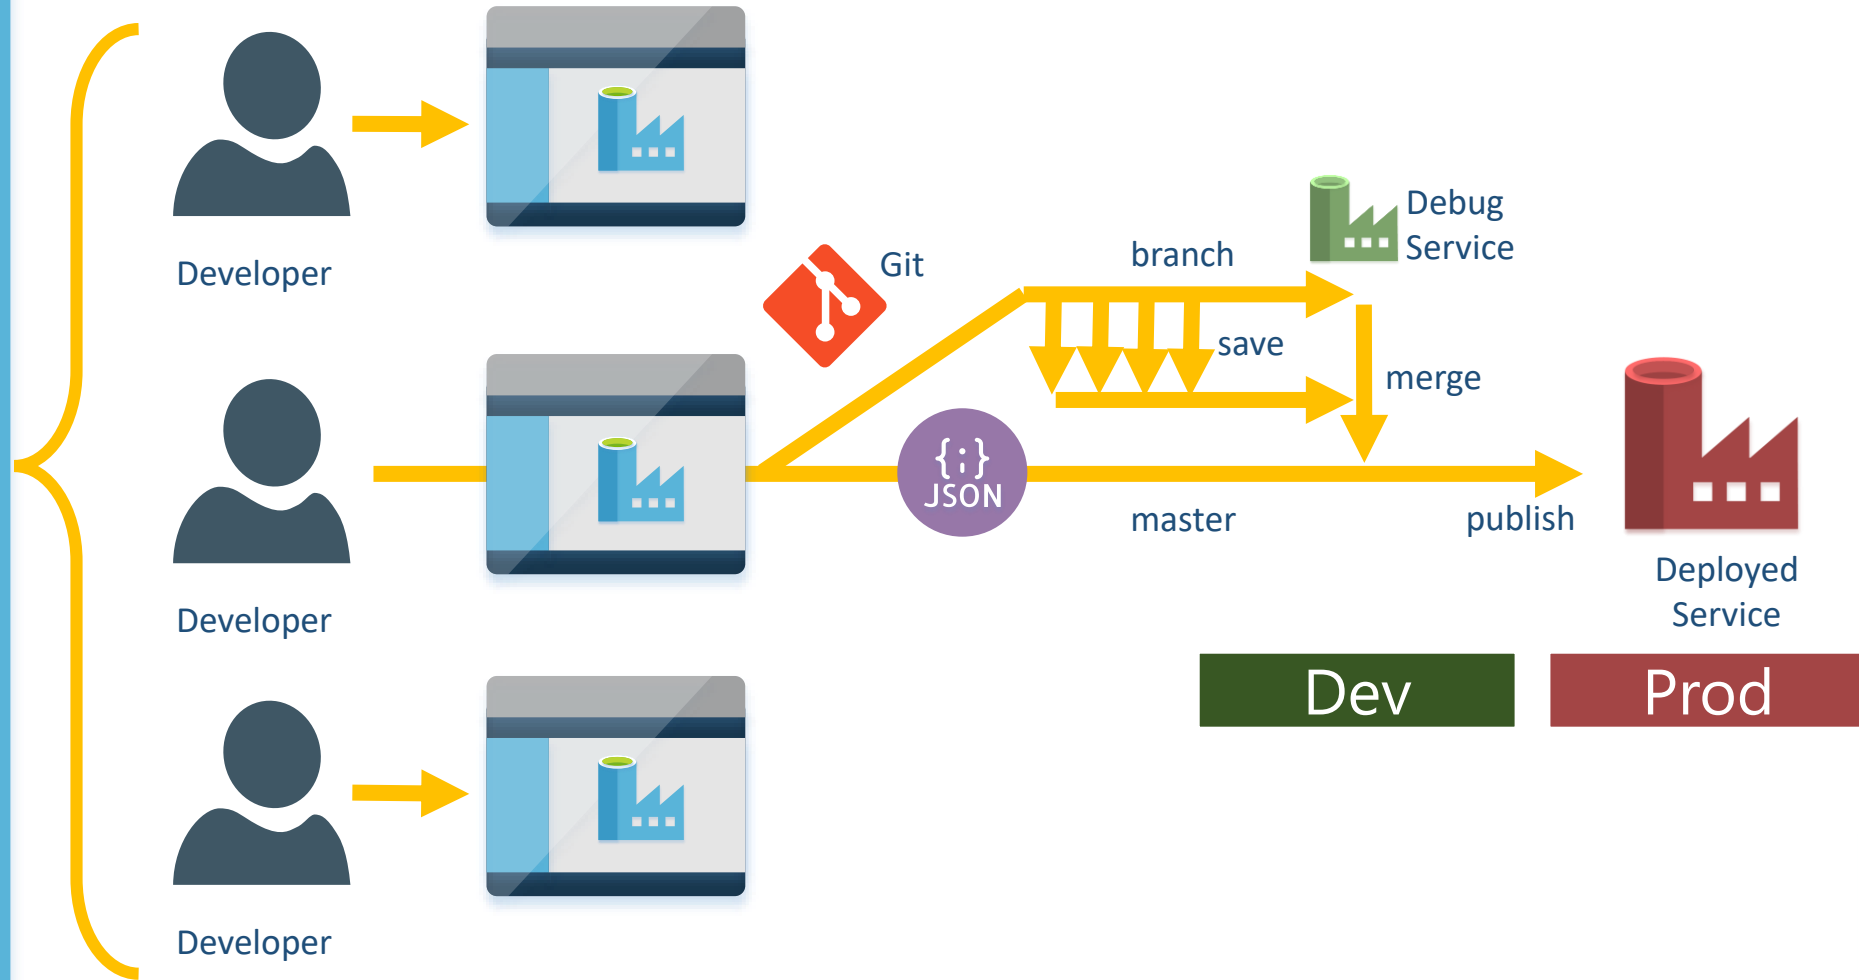 Developer
Git
branch
Debug
Service
save
merge
{;}
JSON
master
publish
Developer
Deployed
Service
Dev
Prod
Developer